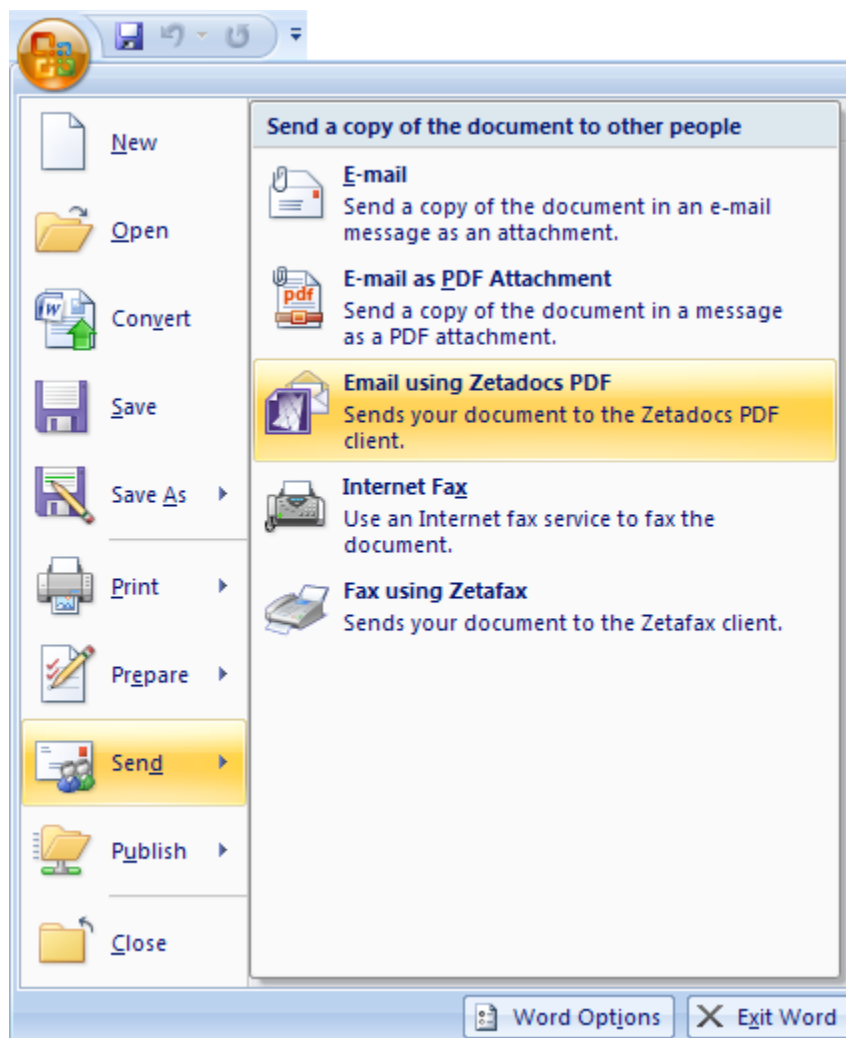 New
Open
Convert
Save
Save As
Print
Prepare
Send
Publish
Close
Send a copy of the document to other people
E-mail
Send a copy of the document in an e-mail
message as an attachment.
E-mail as PDF Attachment
pdf
Send a copy of the document in a message
as a PDF attachment.
Email using Zetadocs PDF
Sends your document to the Zetadocs PDF
client.
Internet Fax
Use an Internet fax service to fax the
document.
Fax using Zetafax
Sends your document to the Zetafax client.
Word Options
Exit Word